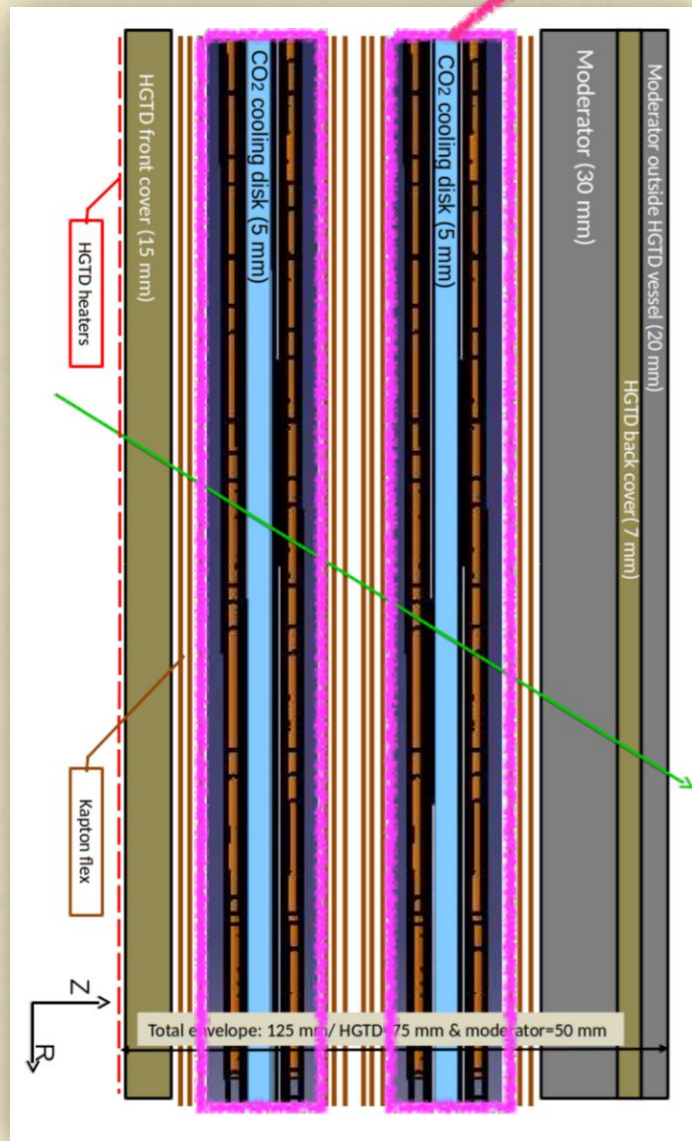 HGTD heaters
Kapton flex
HGTD front cover (15 mm)
CO2 cooling disk (5 mm)
CO2 cooling disk (5 mm)
Moderator (30 mm)
HGTD back cover( 7 mm)
Moderator outside HGTD vessel (20 mm)
Z
R
Total envelope: 125 mm/ HGTD=75 mm & moderator=50 mm